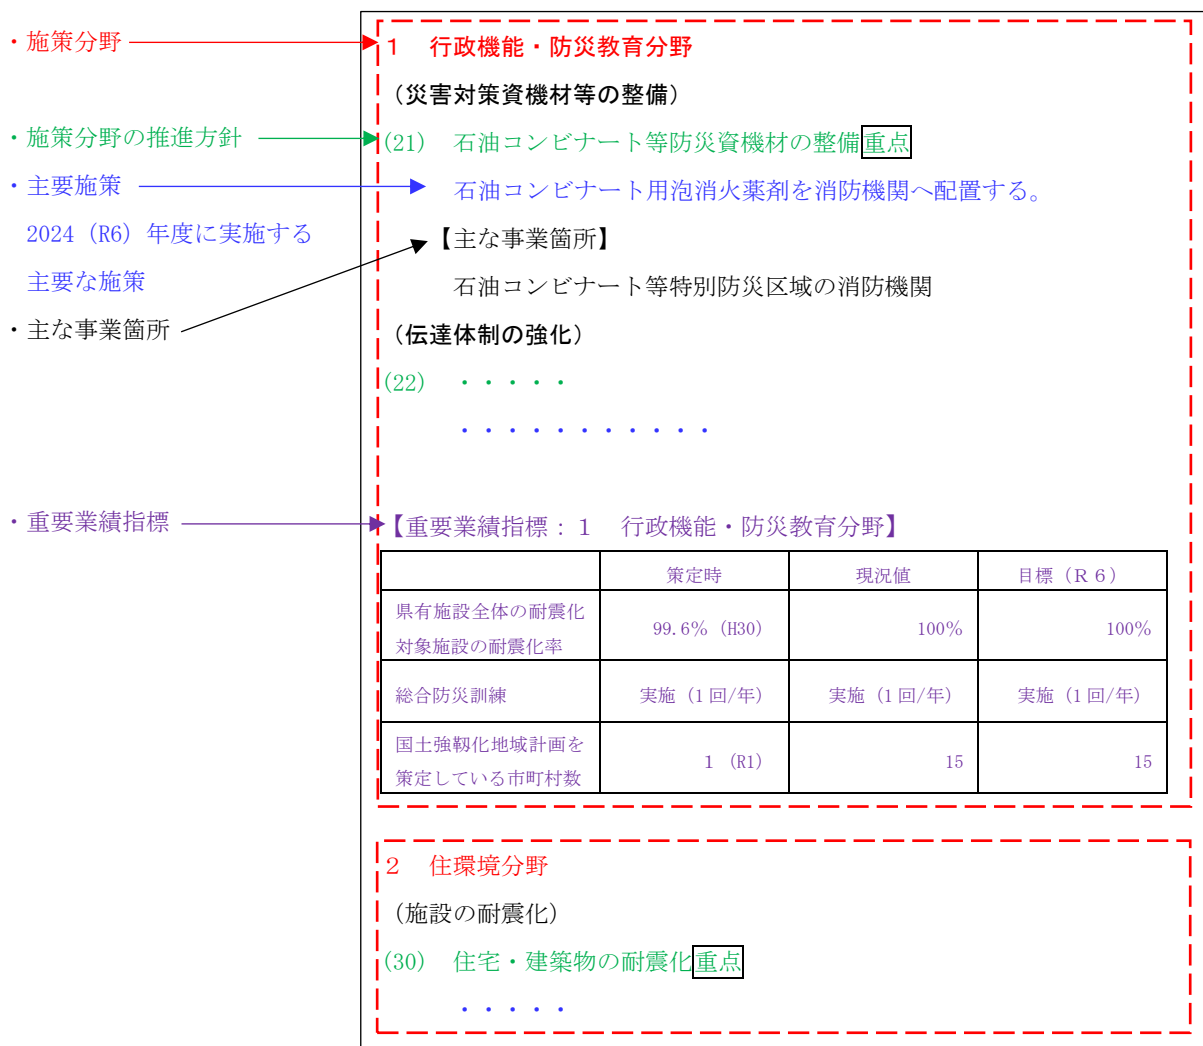 ・施策分野
・施策分野の推進方針
・主要施策
2024（R6）年度に実施する
主要な施策
・主な事業箇所
・重要業績指標
１　行政機能・防災教育分野
（災害対策資機材等の整備）
(21)　石油コンビナート等防災資機材の整備重点
石油コンビナート用泡消火薬剤を消防機関へ配置する。
【主な事業箇所】
石油コンビナート等特別防災区域の消防機関
（伝達体制の強化）
(22)　・・・・・
・・・・・・・・・・・
【重要業績指標：１　行政機能・防災教育分野】
策定時　現況値　目標（Ｒ６）
県有施設全体の耐震化
対象施設の耐震化率　99.6%（H30）　100%　100%
総合防災訓練　実施（1回/年）　実施（1回/年）　実施（1回/年）
国土強靱化地域計画を
策定している市町村数　１（R1）　15　15
２　住環境分野
（施設の耐震化）
(30)　住宅・建築物の耐震化重点
・・・・・